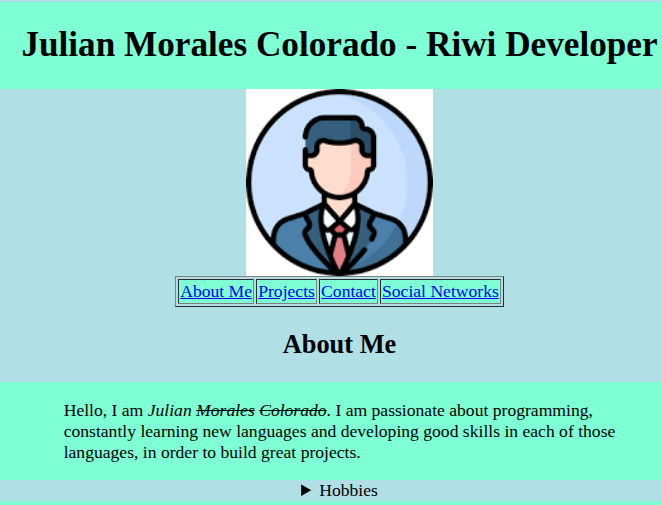 Julian Morales Colorado - Riwi Developer
About Me Projects Contact Social Networks
About Me
Hello, I am Julian Morales Colorado. I am passionate about programming,
constantly learning new languages and developing good skills in each of those
languages, in order to build great projects.
Hobbies